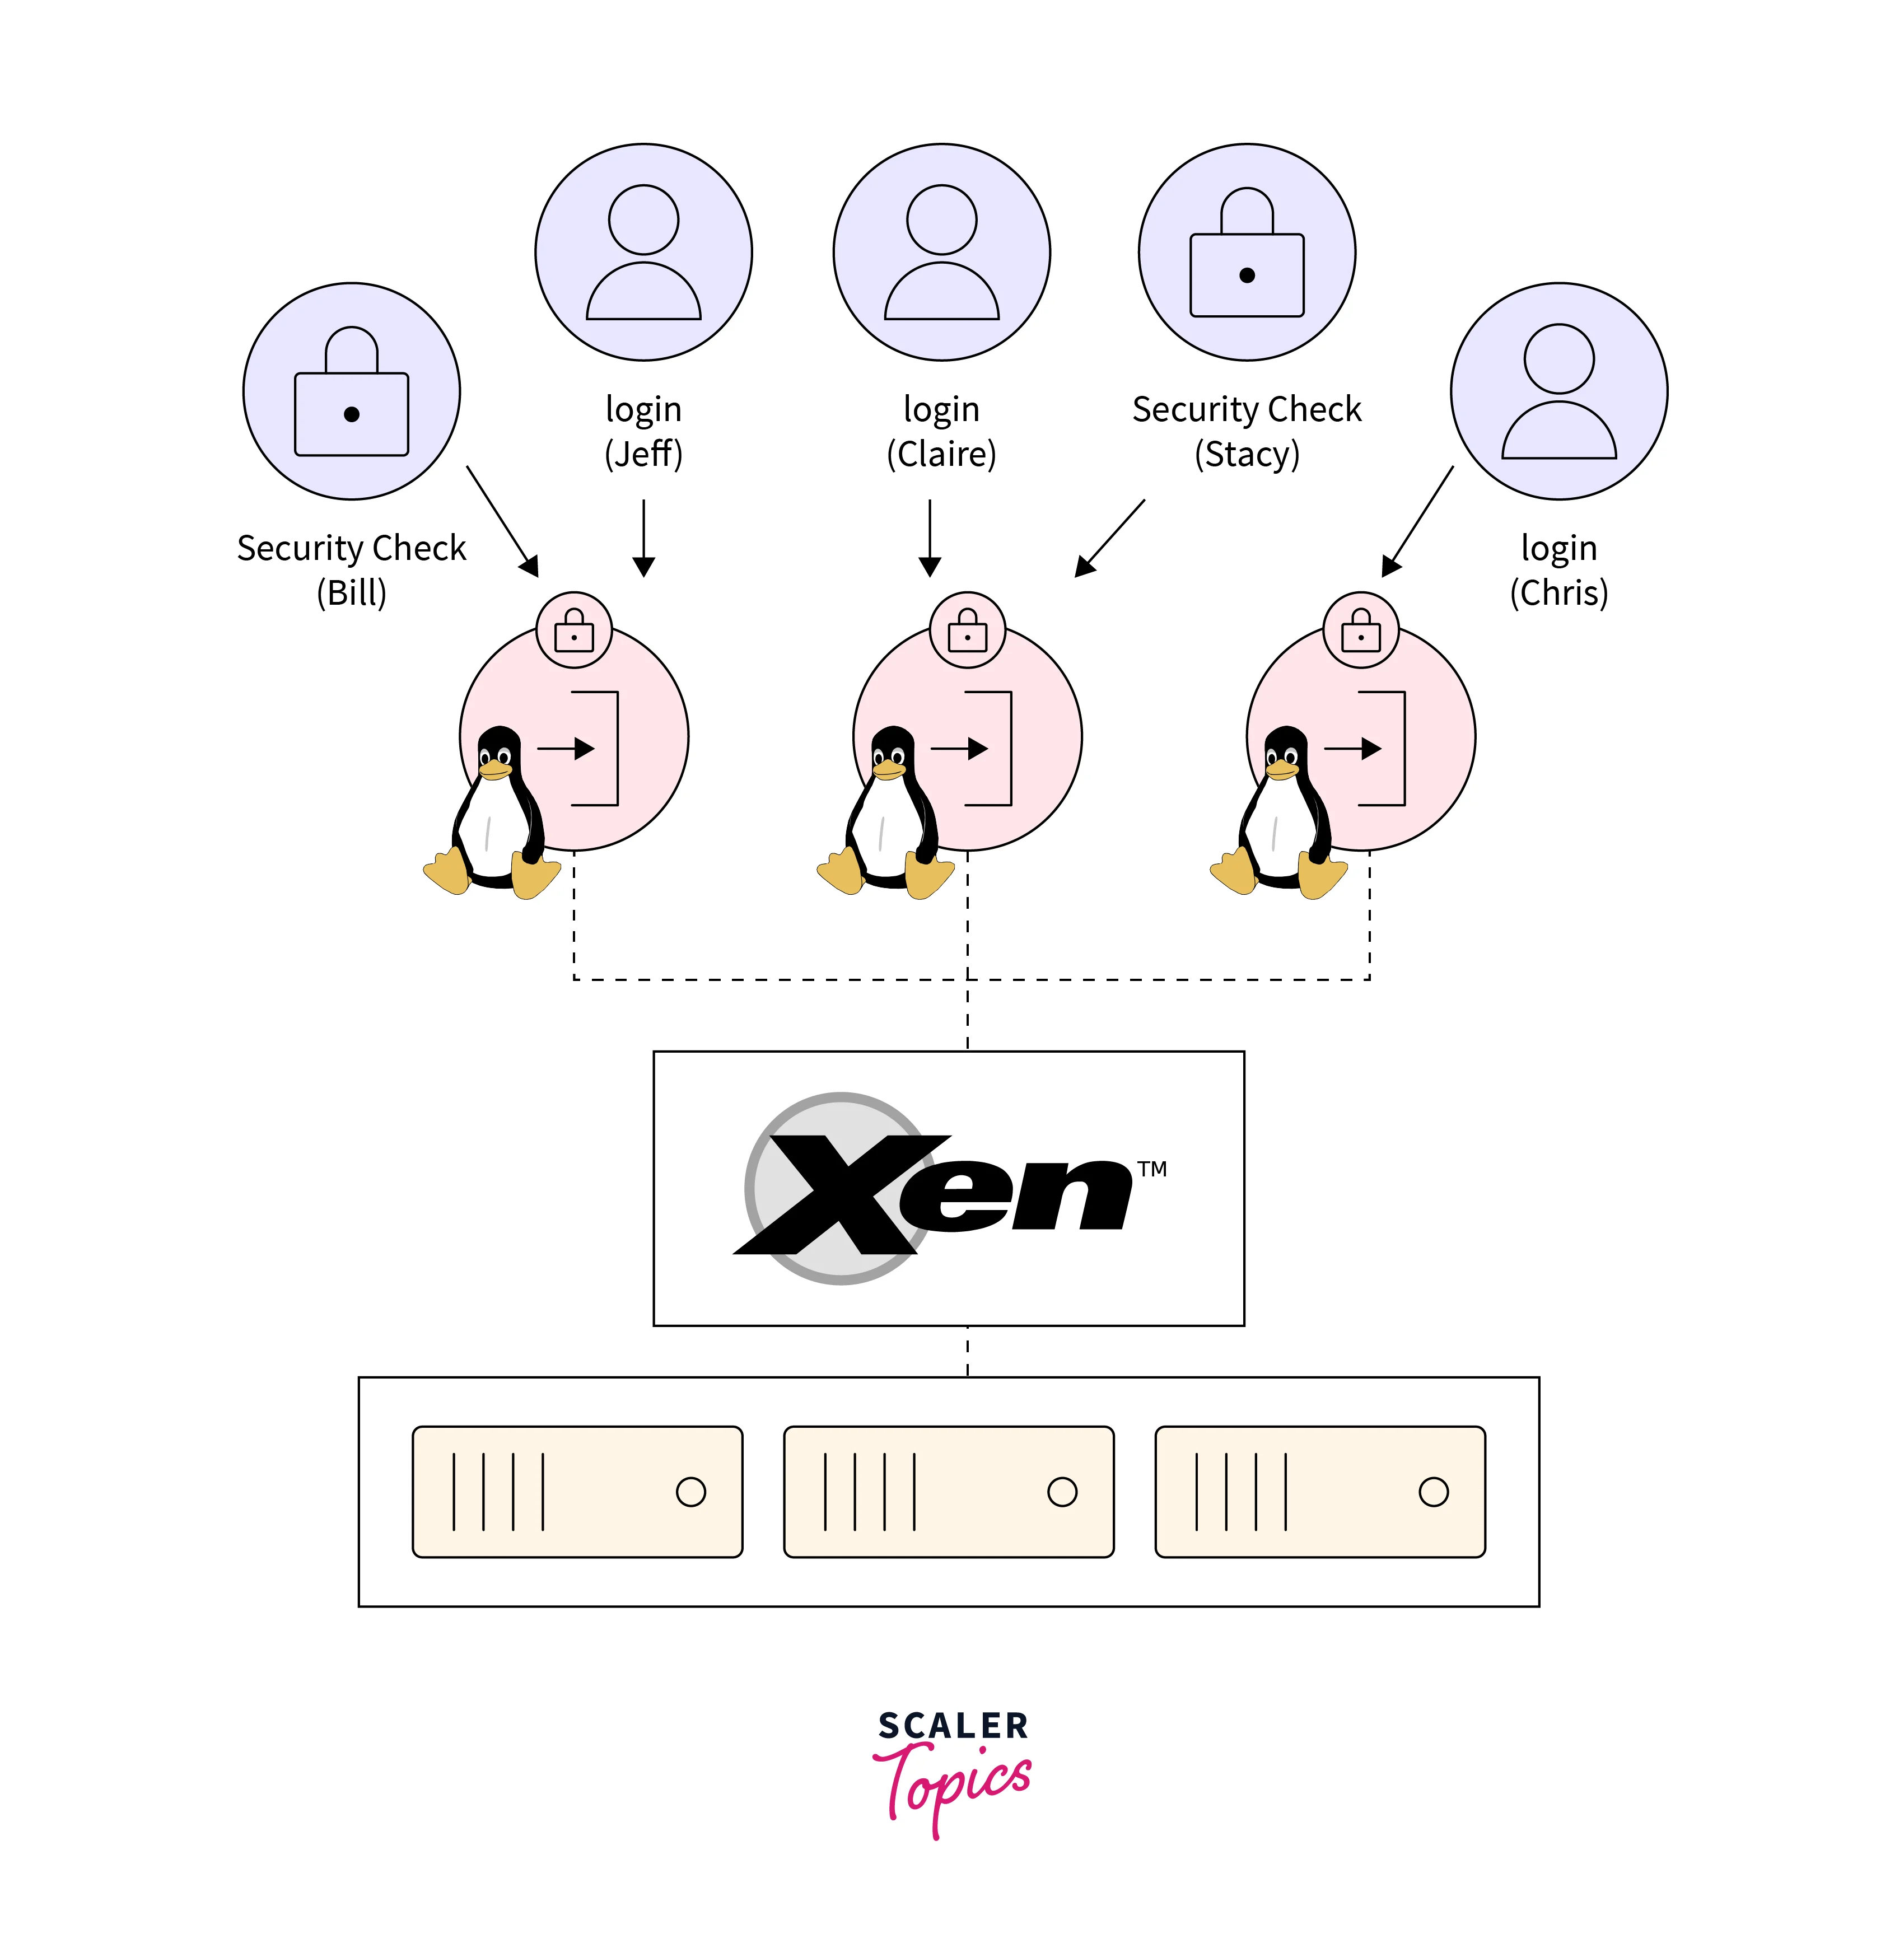 login
(Jeff)
login
(Claire)
Security Check
(Stacy)
Security Check
(Bill)
login
(Chris)
Xen™
SCALER
Topics